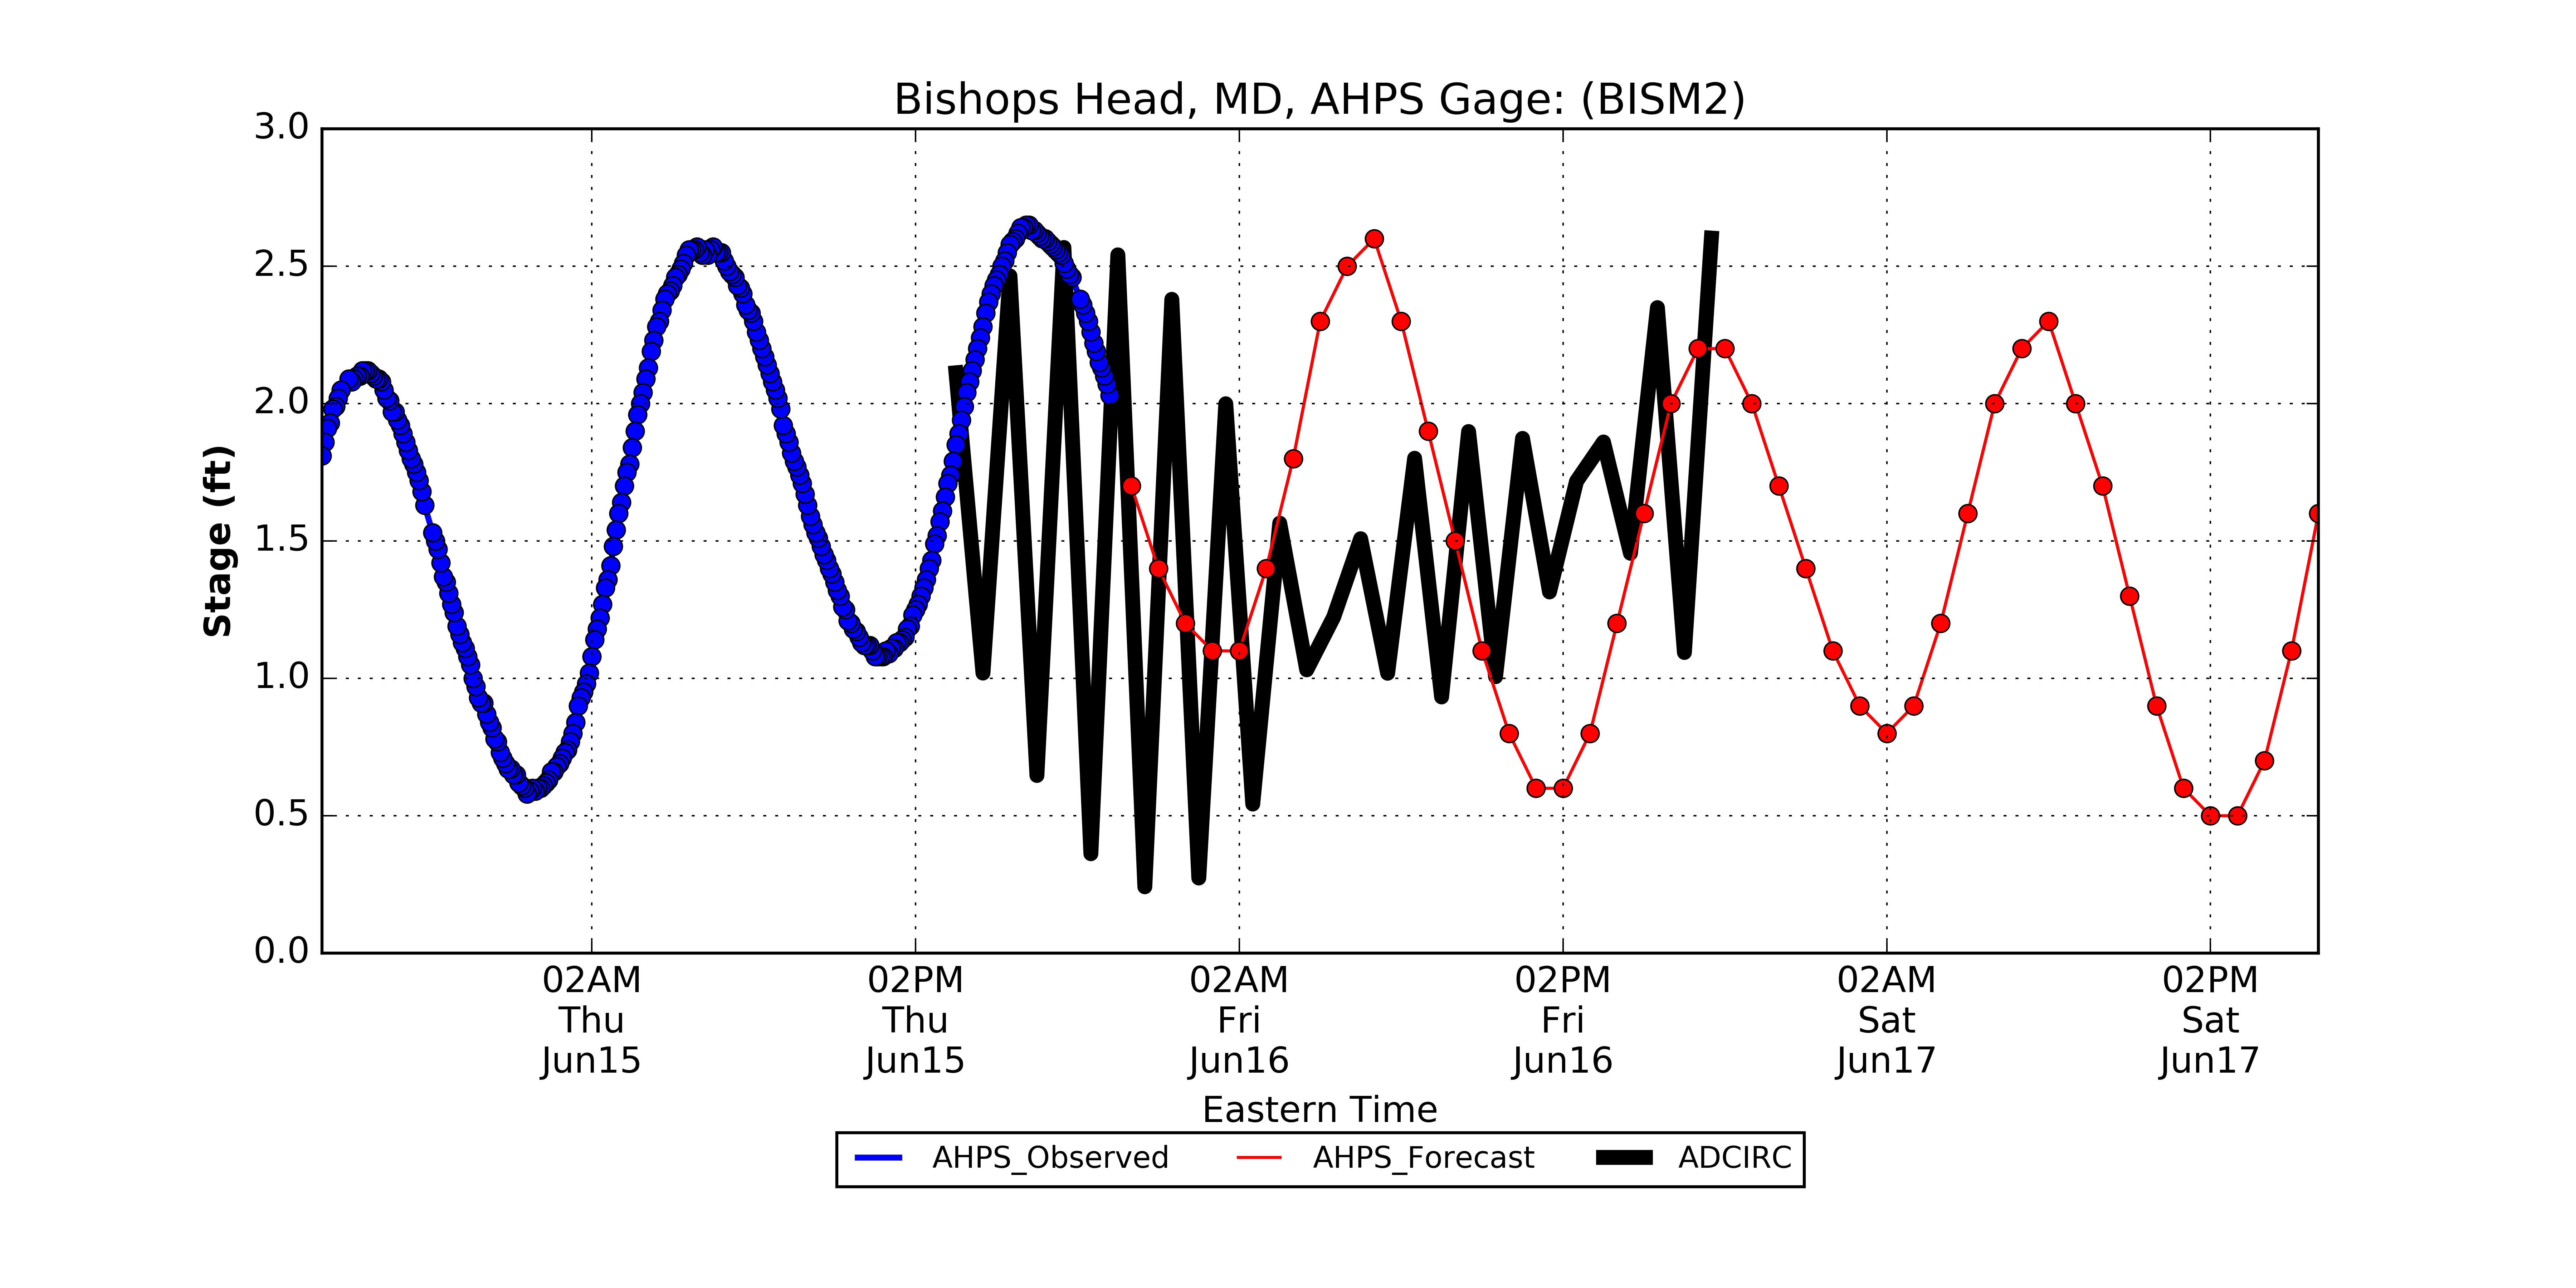 Bishops Head, MD, AHPS Gage: (BISM2)
3.0
2.5
2.0
1.5
1.0
0.5
0.0
Stage (ft)
02AM 02PM 02AM 02PM 02AM 02PM
Thu Thu Fri Fri Sat Sat
Jun15 Jun15 Jun16 Jun16 Jun17 Jun17
Eastern Time
AHPS_Observed AHPS_Forecast ADCIRC